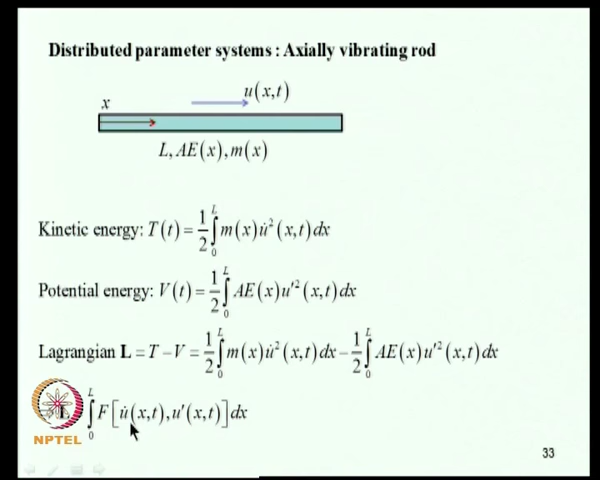 Distributed parameter systems : Axially vibrating rod
u(x,t)
x
L, AE(x), m(x)
Kinetic energy: T(t) = 1/2 ∫₀ᴸ m(x)u̇²(x,t)dx
Potential energy: V(t) = 1/2 ∫₀ᴸ AE(x)u′²(x,t)dx
Lagrangian L = T − V = 1/2 ∫₀ᴸ m(x)u̇²(x,t)dx − 1/2 ∫₀ᴸ AE(x)u′²(x,t)dx
∫₀ᴸ F[u̇(x,t), u′(x,t)]dx
NPTEL
33